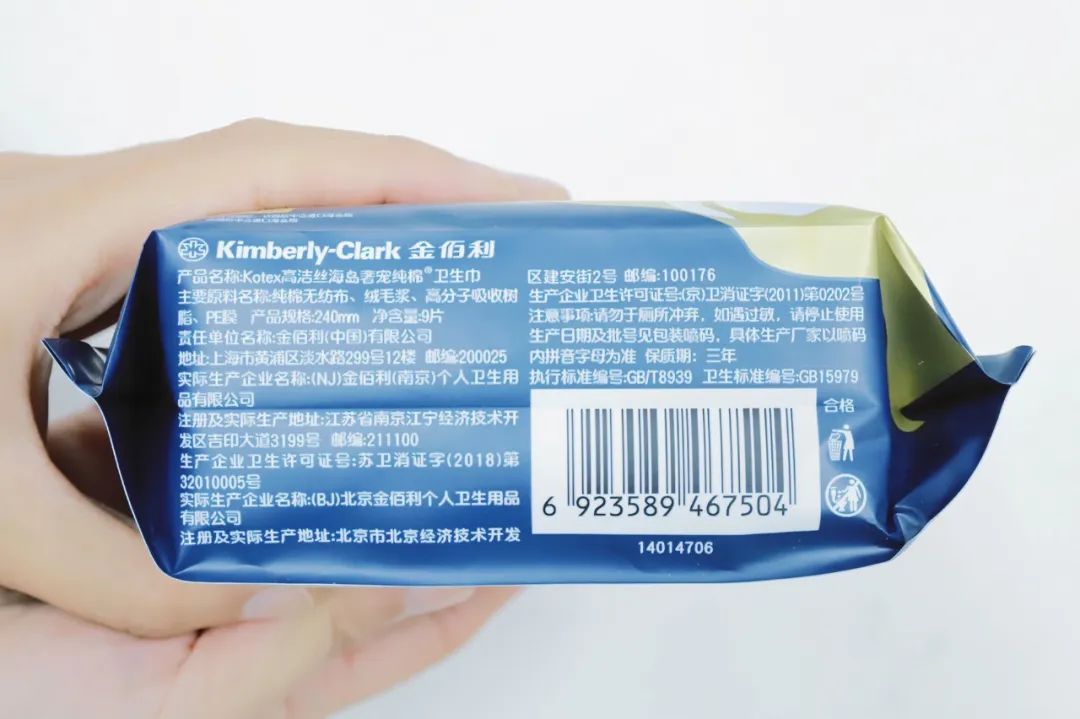 Kimberly-Clark 金佰利
产品名称:Kotex高洁丝海岛奢宠纯棉®卫生巾
主要原料名称:纯棉无纺布、绒毛浆、高分子吸收树
脂、PE膜 产品规格:240mm 净含量:9片
责任单位名称:金佰利(中国)有限公司
地址:上海市黄浦区淡水路299号12楼 邮编:200025
实际生产企业名称:(NJ)金佰利(南京)个人卫生用
品有限公司
注册及实际生产地址:江苏省南京江宁经济技术开
发区吉印大道3199号 邮编:211100
生产企业卫生许可证号:苏卫消证字(2018)第
32010005号
实际生产企业名称:(BJ)北京金佰利个人卫生用品
有限公司
注册及实际生产地址:北京市北京经济技术开发
区建安街2号 邮编:100176
生产企业卫生许可证号:(京)卫消证字(2011)第0202号
注意事项:请勿于厕所冲弃，如遇过敏，请停止使用
生产日期及批号见包装喷码，具体生产厂家以喷码
内拼音字母为准 保质期：三年
执行标准编号:GB/T8939 卫生标准编号:GB15979
合格
6 923589 467504
14014706